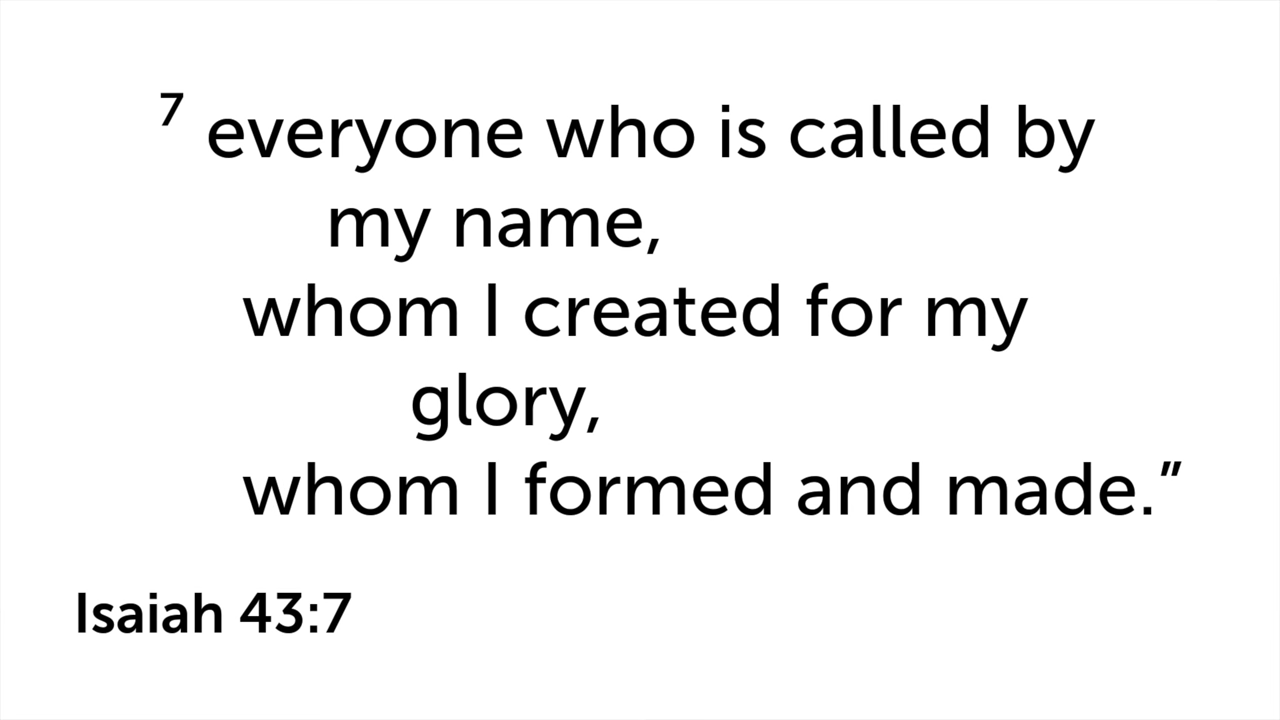 ⁷ everyone who is called by
my name,
whom I created for my
glory,
whom I formed and made.”
Isaiah 43:7